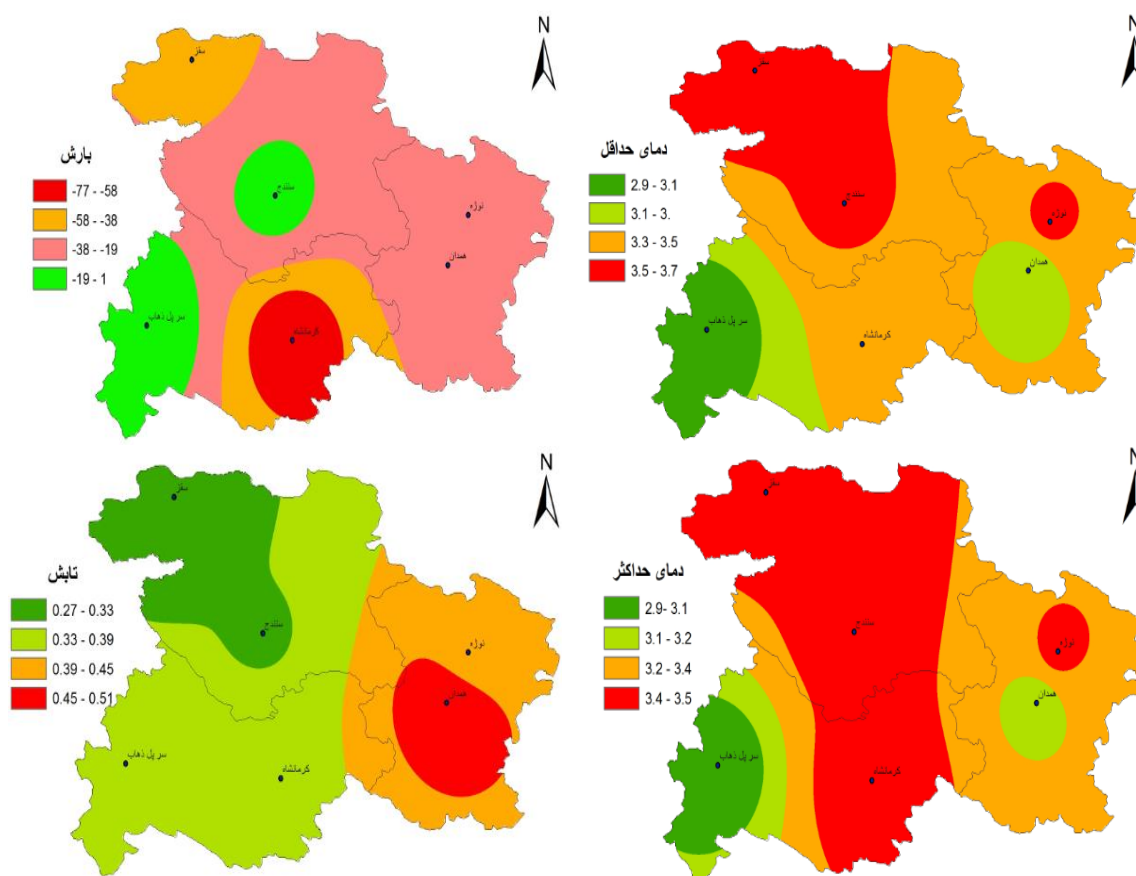 N
سقز
سنندج
نوژه
همدان
سر پل ذهاب
کرمانشاه
بارش
-77 - -58
-58 - -38
-38 - -19
-19 - 1
N
سقز
سنندج
نوژه
همدان
سر پل ذهاب
کرمانشاه
دمای حداقل
2.9 - 3.1
3.1 - 3.
3.3 - 3.5
3.5 - 3.7
N
سقز
سنندج
نوژه
همدان
سر پل ذهاب
کرمانشاه
تابش
0.27 - 0.33
0.33 - 0.39
0.39 - 0.45
0.45 - 0.51
N
سقز
سنندج
نوژه
همدان
سر پل ذهاب
کرمانشاه
دمای حداکثر
2.9- 3.1
3.1 - 3.2
3.2 - 3.4
3.4 - 3.5